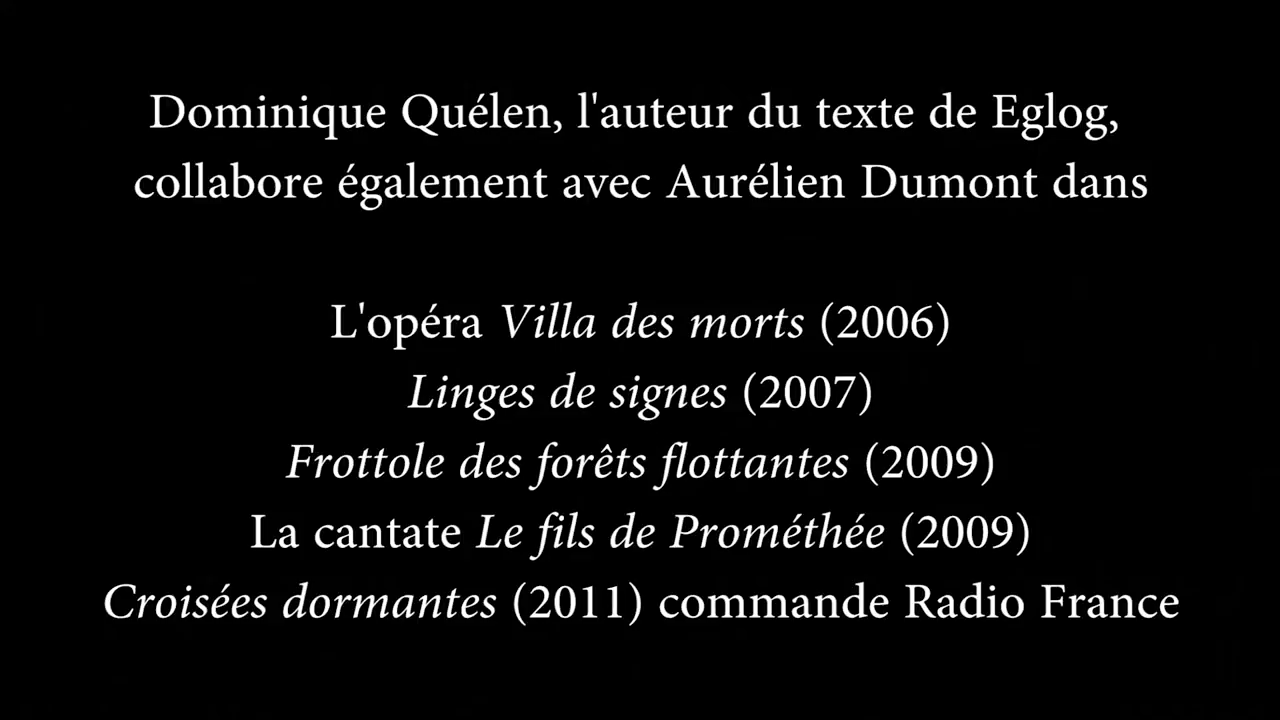 Dominique Quélen, l'auteur du texte de Eglog,
collabore également avec Aurélien Dumont dans
L'opéra Villa des morts (2006)
Linges de signes (2007)
Frottole des forêts flottantes (2009)
La cantate Le fils de Prométhée (2009)
Croisées dormantes (2011) commande Radio France